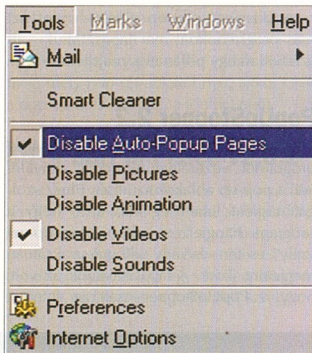 Tools Marks Windows Help
Mail
Smart Cleaner
Disable Auto-Popup Pages
Disable Pictures
Disable Animation
Disable Videos
Disable Sounds
Preferences
Internet Options